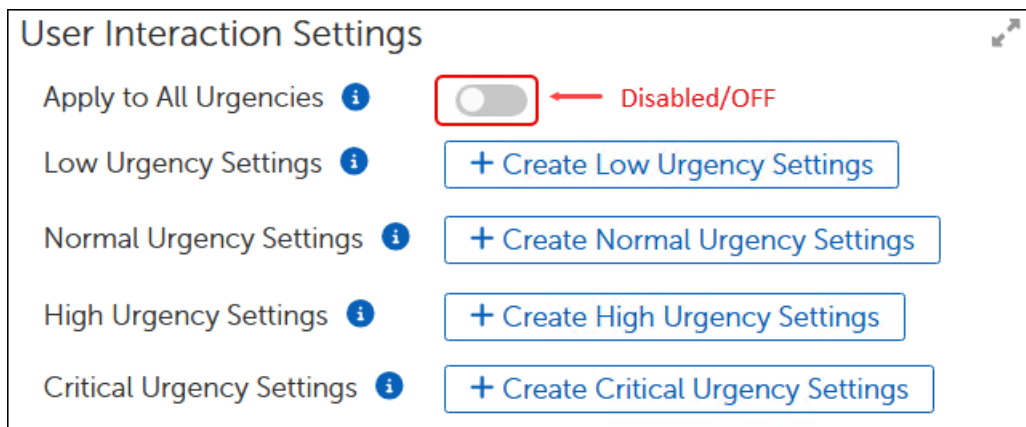 User Interaction Settings
Apply to All Urgencies Disabled/OFF
Low Urgency Settings + Create Low Urgency Settings
Normal Urgency Settings + Create Normal Urgency Settings
High Urgency Settings + Create High Urgency Settings
Critical Urgency Settings + Create Critical Urgency Settings